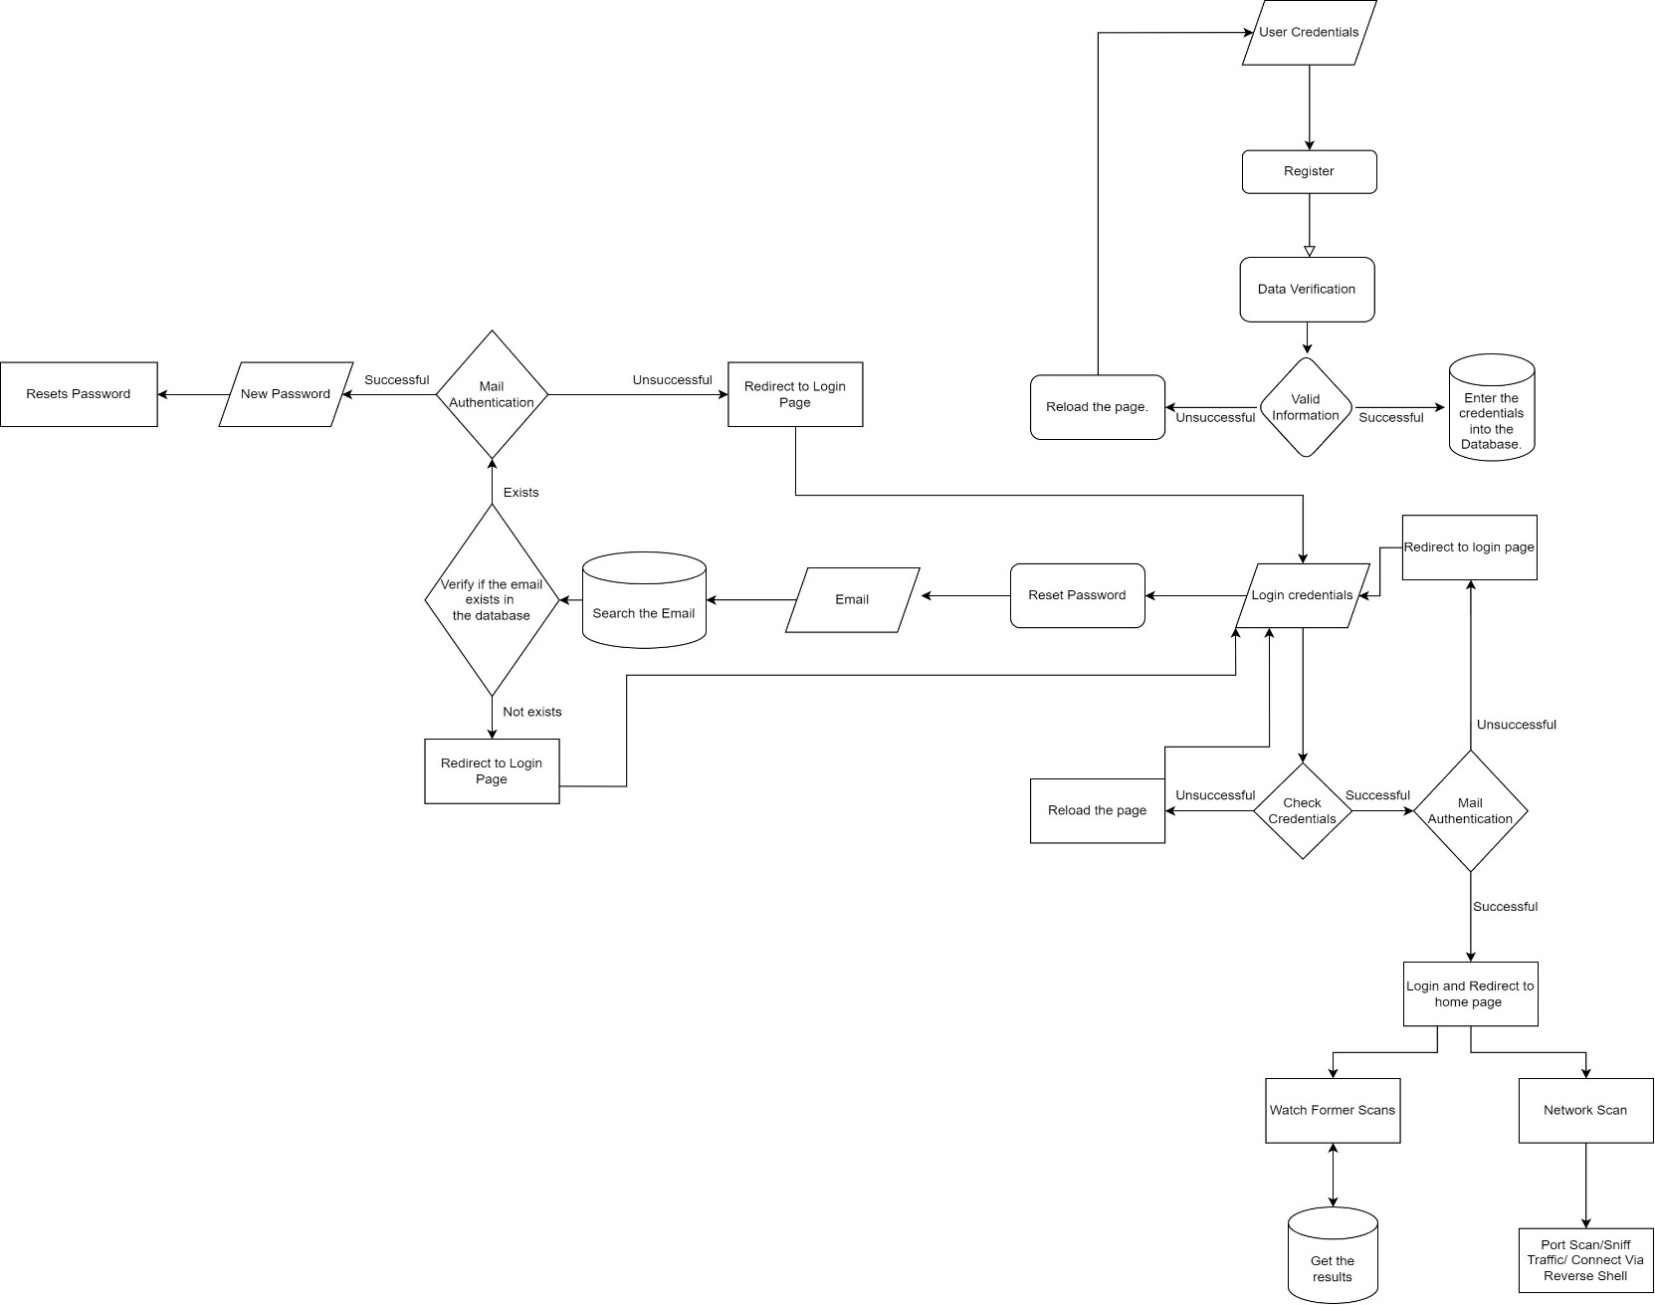 User Credentials
Register
Data Verification
Valid
Information
Unsuccessful
Successful
Reload the page.
Enter the
credentials
into the
Database.
Resets Password
New Password
Successful
Mail
Authentication
Unsuccessful
Redirect to Login
Page
Exists
Verify if the email
exists in
the database
Search the Email
Email
Reset Password
Login credentials
Redirect to login page
Not exists
Redirect to Login
Page
Unsuccessful
Reload the page
Unsuccessful
Check
Credentials
Successful
Mail
Authentication
Successful
Login and Redirect to
home page
Watch Former Scans
Network Scan
Get the
results
Port Scan/Sniff
Traffic/ Connect Via
Reverse Shell